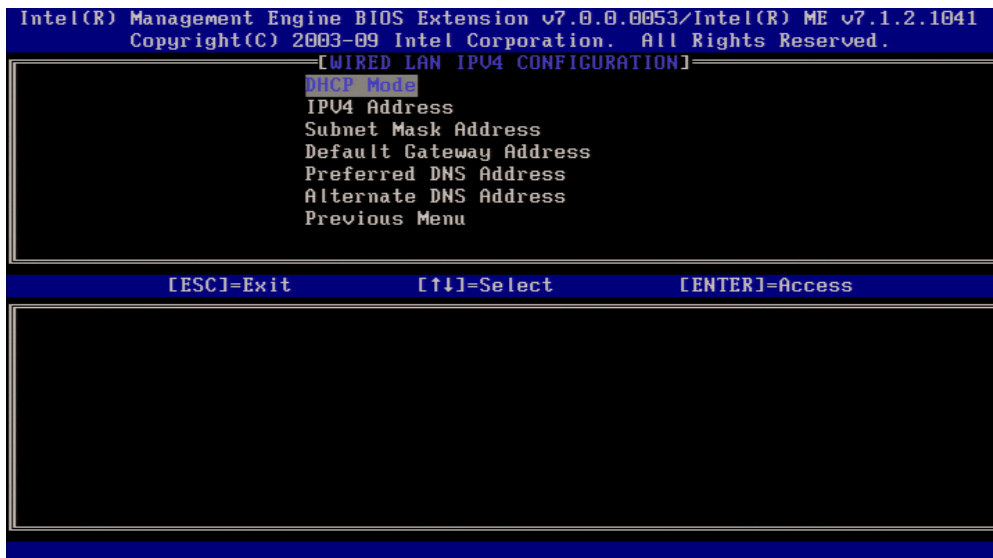 Intel(R) Management Engine BIOS Extension v7.0.0.0053/Intel(R) ME v7.1.2.1041
Copyright(C) 2003-09 Intel Corporation. All Rights Reserved.
[WIRED LAN IPV4 CONFIGURATION]
DHCP Mode
IPV4 Address
Subnet Mask Address
Default Gateway Address
Preferred DNS Address
Alternate DNS Address
Previous Menu
[ESC]=Exit [↑↓]=Select [ENTER]=Access